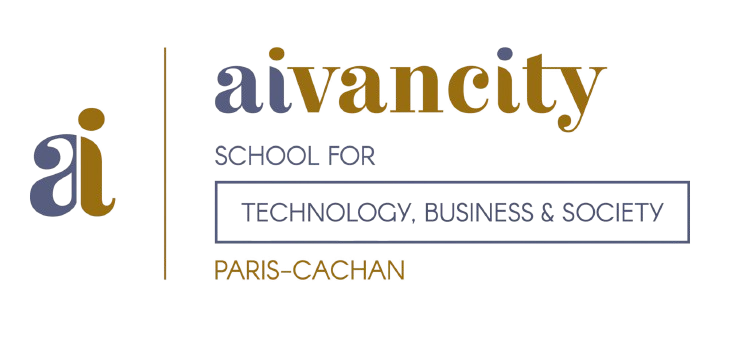 ai
aivancity
SCHOOL FOR
TECHNOLOGY, BUSINESS & SOCIETY
PARIS-CACHAN